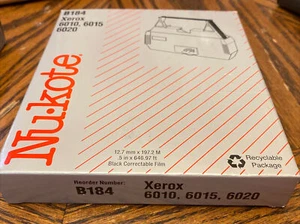 B184
Xerox
6010, 6015
6020
Nu·kote
12.7 mm x 197.2 M
.5 in x 646.97 ft
Black Correctable Film
Recyclable
Package
Reorder Number:
B184
Xerox
6010, 6015, 6020